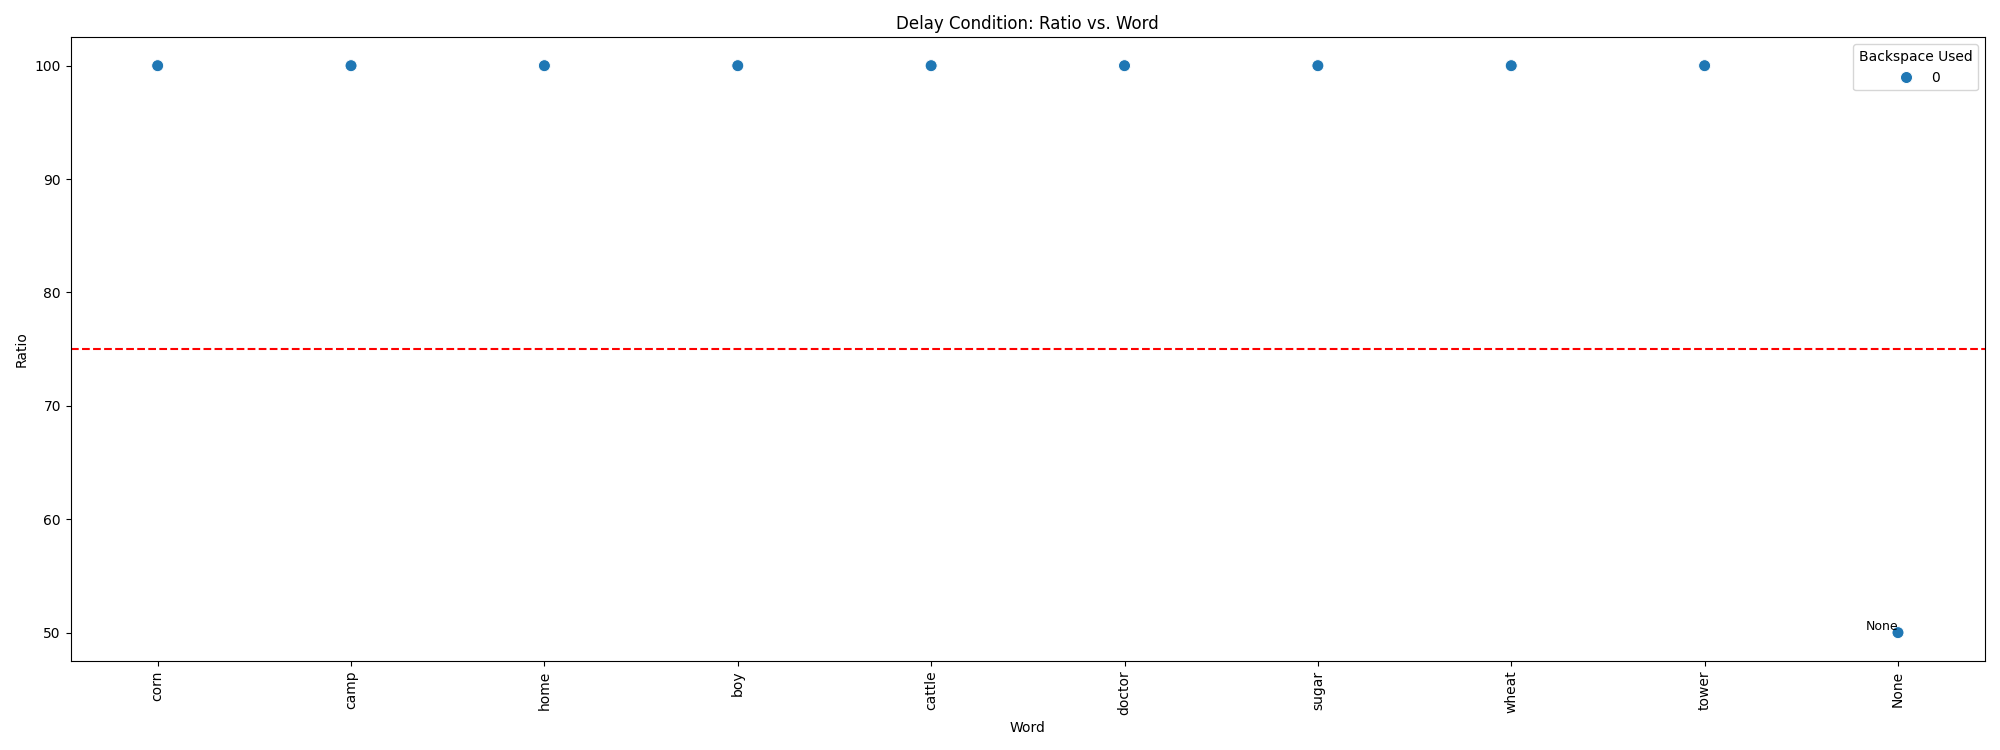 Delay Condition: Ratio vs. Word
Backspace Used
0
100
90
80
70
60
50
Ratio
None
corn
camp
home
boy
cattle
doctor
sugar
wheat
tower
None
Word